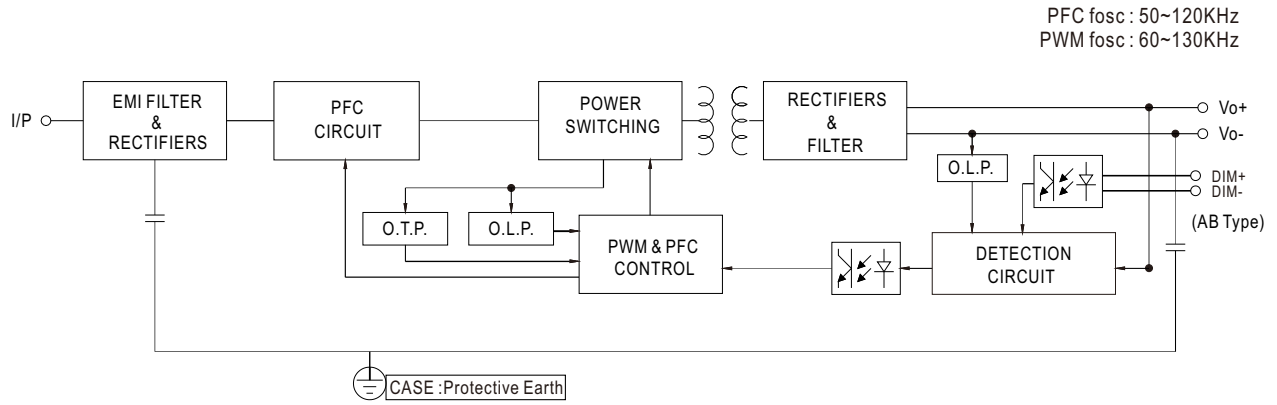 PFC fosc : 50~120KHz
PWM fosc : 60~130KHz
I/P
EMI FILTER
&
RECTIFIERS
PFC
CIRCUIT
POWER
SWITCHING
RECTIFIERS
&
FILTER
Vo+
Vo-
O.L.P.
DIM+
DIM-
(AB Type)
O.T.P.
O.L.P.
PWM & PFC
CONTROL
DETECTION
CIRCUIT
CASE :Protective Earth